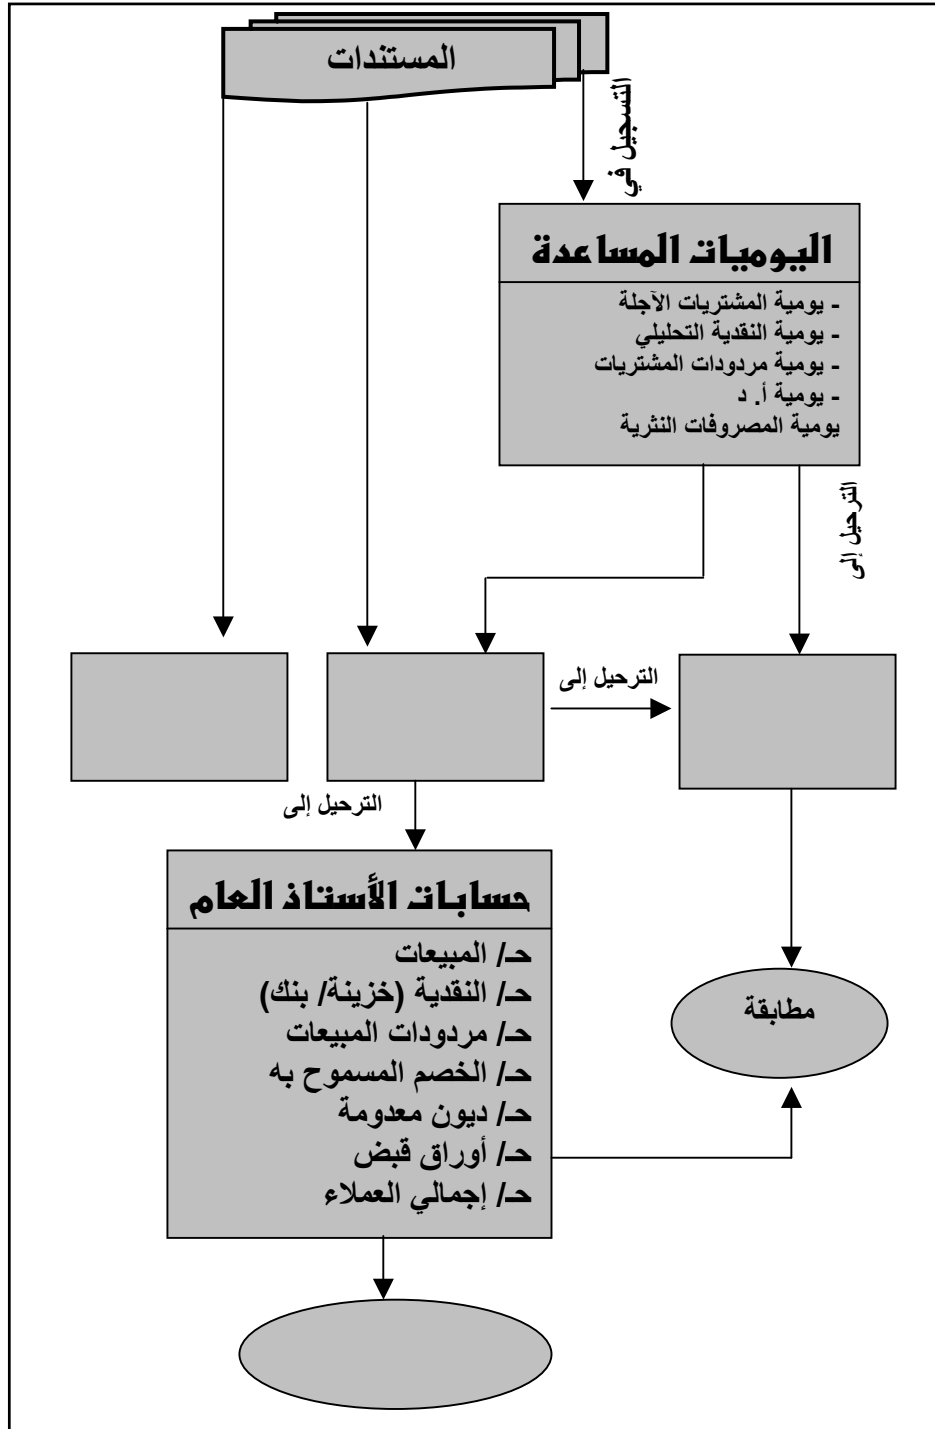 المستندات
التسجيل في
اليوميات المساعدة
- يومية المشتريات الآجلة
- يومية النقدية التحليلي
- يومية مردودات المشتريات
- يومية أ. د
يومية المصروفات النثرية
الترحيل إلى
الترحيل إلى
الترحيل إلى
حسابات الأستاذ العام
حـ/ المبيعات
حـ/ النقدية (خزينة/ بنك)
حـ/ مردودات المبيعات
حـ/ الخصم المسموح به
حـ/ ديون معدومة
حـ/ أوراق قبض
حـ/ إجمالي العملاء
مطابقة